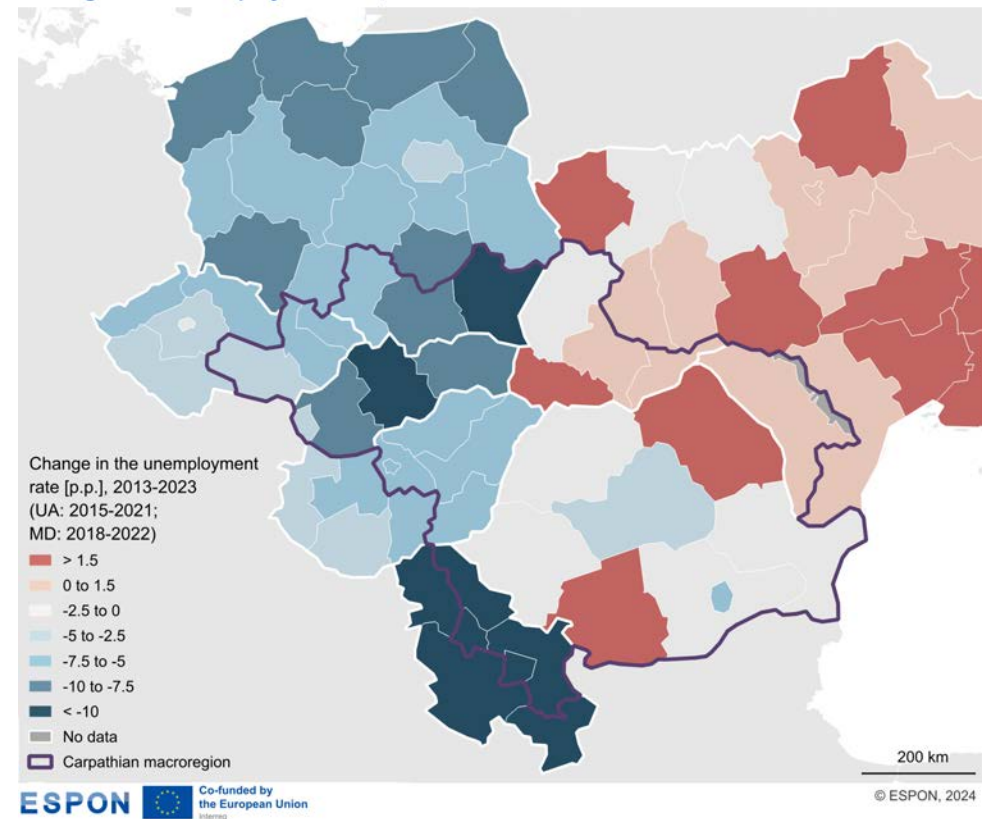 Change in the unemployment
rate [p.p.], 2013-2023
(UA: 2015-2021;
MD: 2018-2022)
> 1.5
0 to 1.5
-2.5 to 0
-5 to -2.5
-7.5 to -5
-10 to -7.5
< -10
No data
Carpathian macroregion
200 km
ESPON
Co-funded by
the European Union
Interreg
© ESPON, 2024